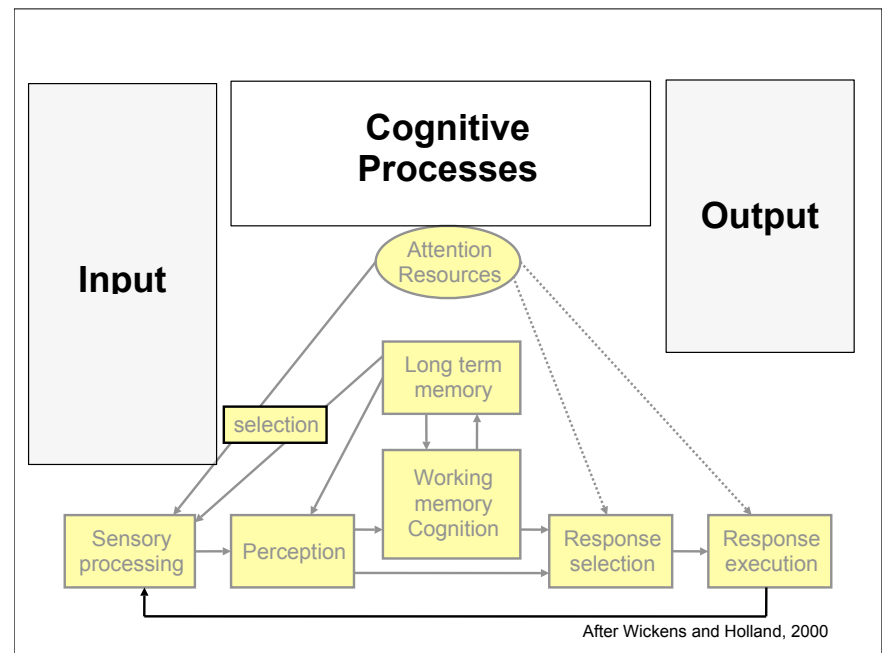 Cognitive
Processes
Input
Output
Attention
Resources
Long term
memory
selection
Working
memory
Cognition
Sensory
processing
Perception
Response
selection
Response
execution
After Wickens and Holland, 2000